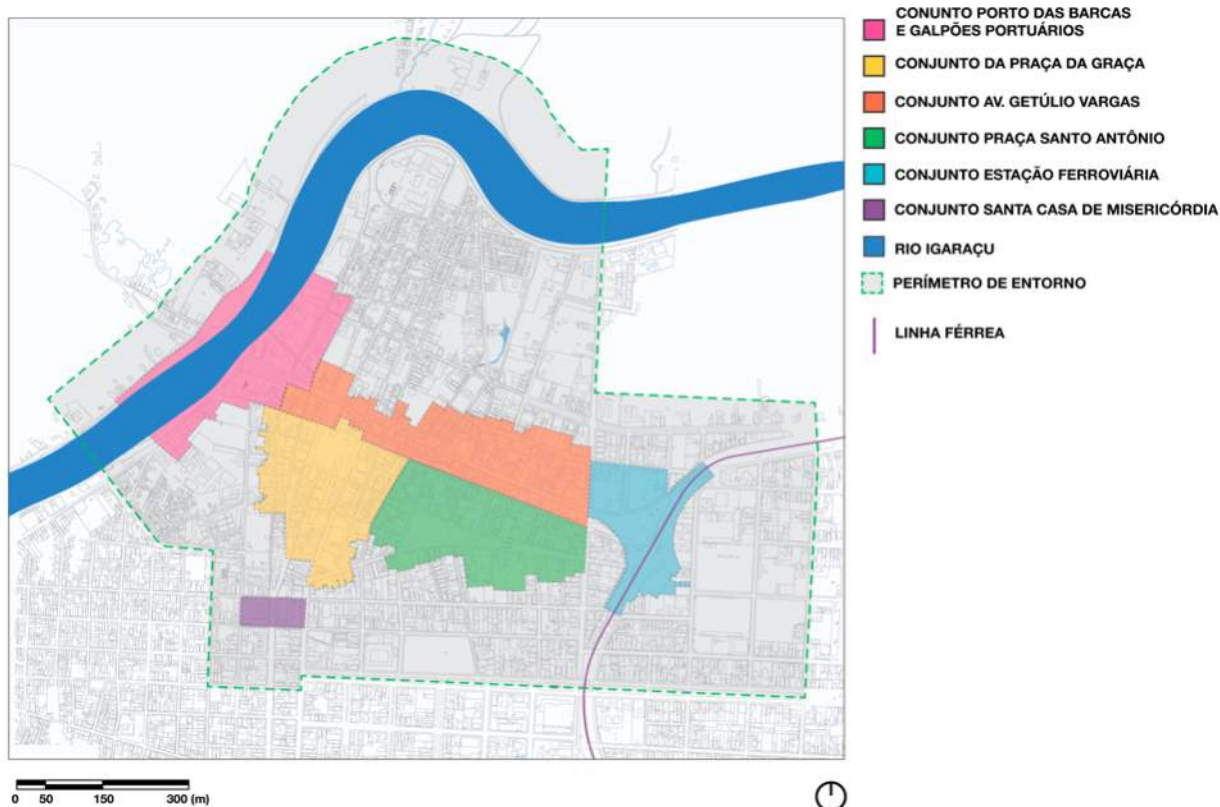 CONUNTO PORTO DAS BARCAS
E GALPÕES PORTUÁRIOS
CONJUNTO DA PRAÇA DA GRAÇA
CONJUNTO AV. GETÚLIO VARGAS
CONJUNTO PRAÇA SANTO ANTÔNIO
CONJUNTO ESTAÇÃO FERROVIÁRIA
CONJUNTO SANTA CASA DE MISERICÓRDIA
RIO IGARAÇU
PERÍMETRO DE ENTORNO
LINHA FÉRREA
0 50 150 300 (m)